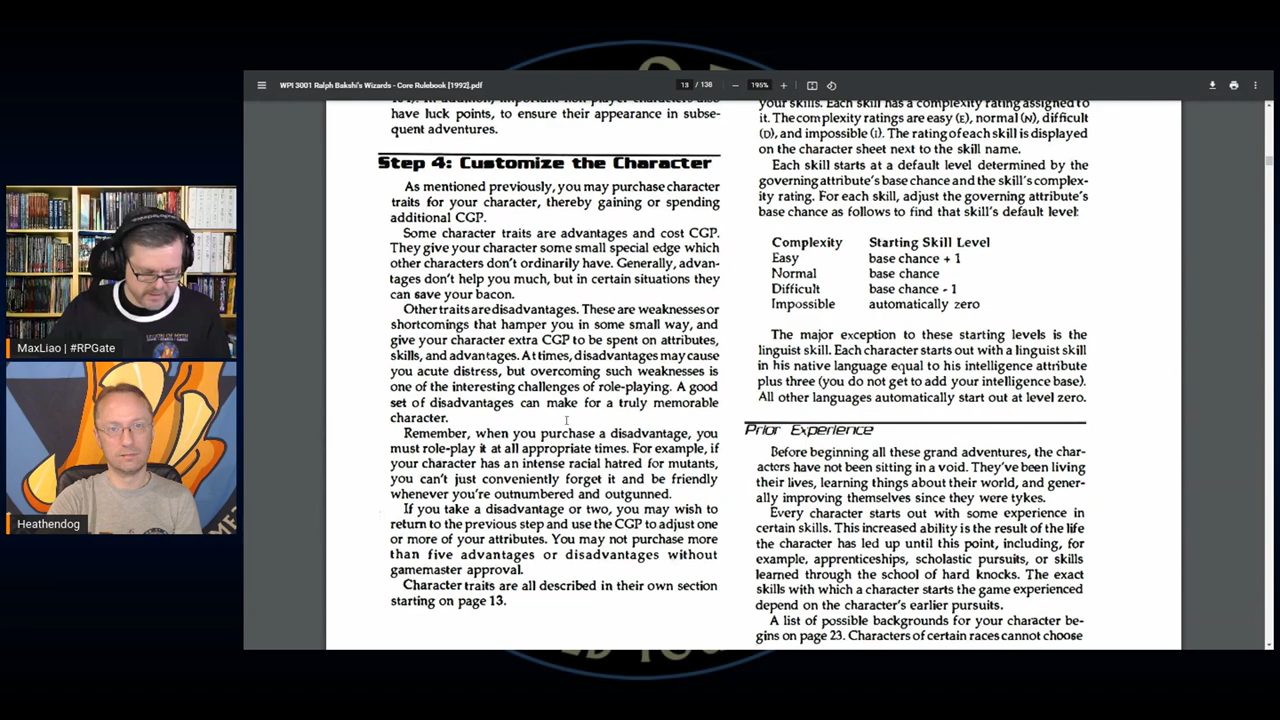 WPI 3001 Ralph Bakshi's Wizards - Core Rulebook [1992].pdf
13 / 138
195%
have luck points, to ensure their appearance in subse-
quent adventures.
Step 4: Customize the Character
As mentioned previously, you may purchase character
traits for your character, thereby gaining or spending
additional CGP.
Some character traits are advantages and cost CGP.
They give your character some small special edge which
other characters don't ordinarily have. Generally, advan-
tages don't help you much, but in certain situations they
can save your bacon.
Other traits are disadvantages. These are weaknesses or
shortcomings that hamper you in some small way, and
give your character extra CGP to be spent on attributes,
skills, and advantages. At times, disadvantages may cause
you acute distress, but overcoming such weaknesses is
one of the interesting challenges of role-playing. A good
set of disadvantages can make for a truly memorable
character.
Remember, when you purchase a disadvantage, you
must role-play it at all appropriate times. For example, if
your character has an intense racial hatred for mutants,
you can't just conveniently forget it and be friendly
whenever you're outnumbered and outgunned.
If you take a disadvantage or two, you may wish to
return to the previous step and use the CGP to adjust one
or more of your attributes. You may not purchase more
than five advantages or disadvantages without
gamemaster approval.
Character traits are all described in their own section
starting on page 13.
your skills. Each skill has a complexity rating assigned to
it. The complexity ratings are easy (E), normal (N), difficult
(D), and impossible (I). The rating of each skill is displayed
on the character sheet next to the skill name.
Each skill starts at a default level determined by the
governing attribute's base chance and the skill's complex-
ity rating. For each skill, adjust the governing attribute's
base chance as follows to find that skill's default level:
Complexity Starting Skill Level
Easy base chance + 1
Normal base chance
Difficult base chance - 1
Impossible automatically zero
The major exception to these starting levels is the
linguist skill. Each character starts out with a linguist skill
in his native language equal to his intelligence attribute
plus three (you do not get to add your intelligence base).
All other languages automatically start out at level zero.
Prior Experience
Before beginning all these grand adventures, the char-
acters have not been sitting in a void. They've been living
their lives, learning things about their world, and gener-
ally improving themselves since they were tykes.
Every character starts out with some experience in
certain skills. This increased ability is the result of the life
the character has led up until this point, including, for
example, apprenticeships, scholastic pursuits, or skills
learned through the school of hard knocks. The exact
skills with which a character starts the game experienced
depend on the character's earlier pursuits.
A list of possible backgrounds for your character be-
gins on page 23. Characters of certain races cannot choose
MaxLiao | #RPGate
Heathendog